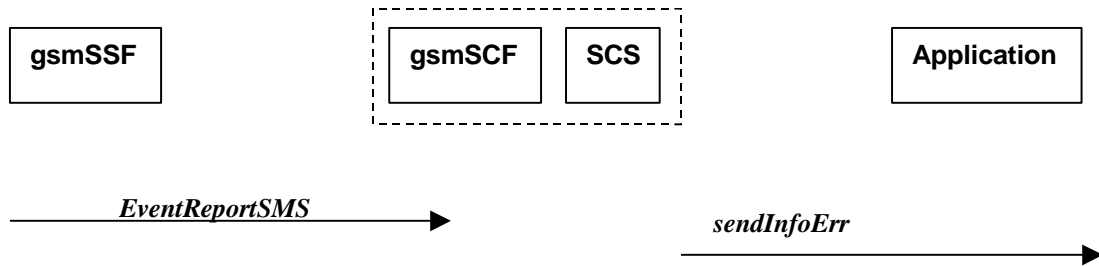 gsmSSF
gsmSCF
SCS
Application
EventReportSMS
sendInfoErr